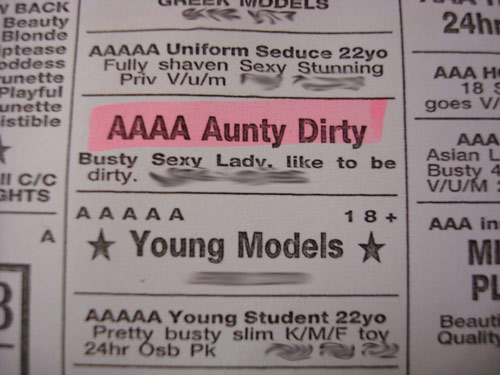 W BACK
Beauty
Blonde
iptease
oddess
runette
Playful
unette
istible
ll C/C
GHTS
A
GREEK MODELS
AAAAA Uniform Seduce 22yo
Fully shaven Sexy Stunning
Priv V/u/m
AAAA Aunty Dirty
Busty Sexy Lady, like to be
dirty.
A A A A A 18+
★ Young Models ★
AAAAA Young Student 22yo
Pretty busty slim K/M/F toy
24hr Osb Pk
24h
AAA H
18 S
goes V/
AAA
Asian L
Busty 4
V/U/M
AAA in
PL
Beauti
Quality